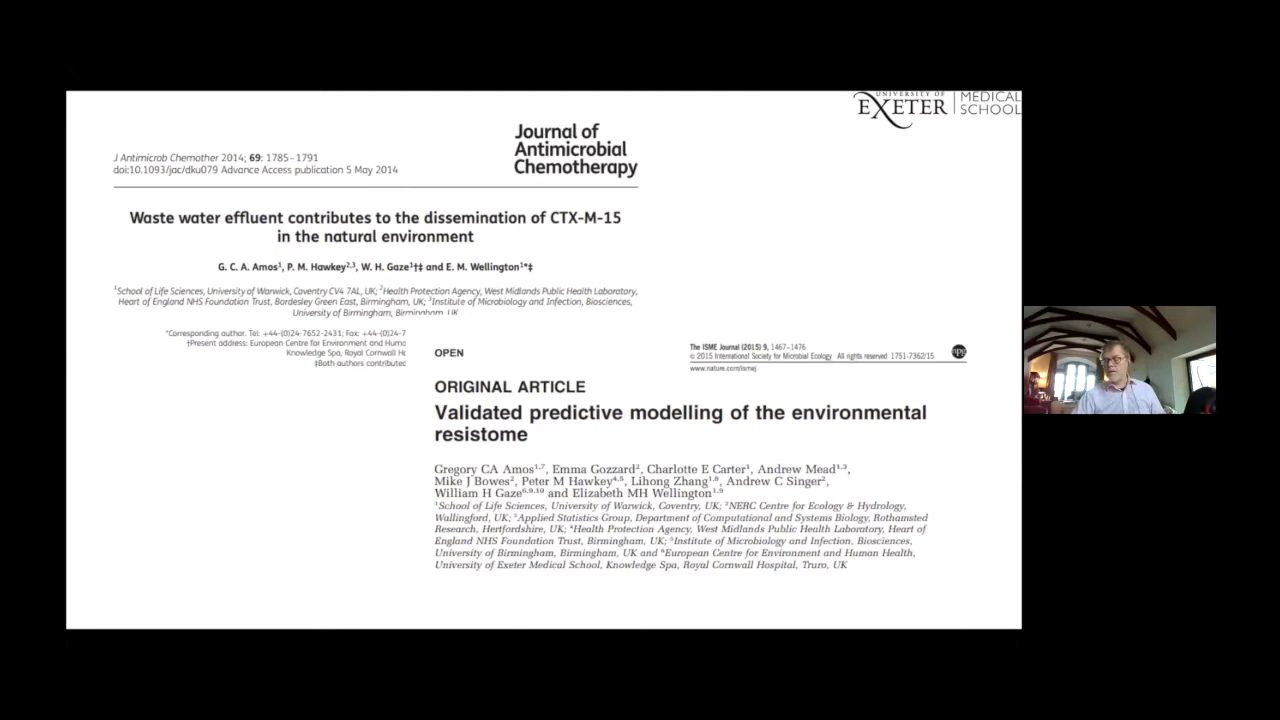 UNIVERSITY OF
EXETER
MEDICAL
SCHOOL
Journal of
Antimicrobial
Chemotherapy
J Antimicrob Chemother 2014; 69: 1785–1791
doi:10.1093/jac/dku079 Advance Access publication 5 May 2014
Waste water effluent contributes to the dissemination of CTX-M-15
in the natural environment
G. C. A. Amos1, P. M. Hawkey2,3, W. H. Gaze1†‡ and E. M. Wellington1*‡
1School of Life Sciences, University of Warwick, Coventry CV4 7AL, UK; 2Health Protection Agency, West Midlands Public Health Laboratory,
Heart of England NHS Foundation Trust, Bordesley Green East, Birmingham, UK; 3Institute of Microbiology and Infection, Biosciences,
University of Birmingham, Birmingham, UK
*Corresponding author. Tel: +44-(0)24-7652-2431; Fax: +44-(0)24-7
†Present address: European Centre for Environment and Huma
Knowledge Spa, Royal Cornwall Ho
‡Both authors contributed
OPEN
The ISME Journal (2015) 9, 1467–1476
© 2015 International Society for Microbial Ecology All rights reserved 1751-7362/15
npg
www.nature.com/ismej
ORIGINAL ARTICLE
Validated predictive modelling of the environmental
resistome
Gregory CA Amos1,7, Emma Gozzard2, Charlotte E Carter1, Andrew Mead1,3,
Mike J Bowes2, Peter M Hawkey4,5, Lihong Zhang1,8, Andrew C Singer2,
William H Gaze6,9,10 and Elizabeth MH Wellington1,9
1School of Life Sciences, University of Warwick, Coventry, UK; 2NERC Centre for Ecology & Hydrology,
Wallingford, UK; 3Applied Statistics Group, Department of Computational and Systems Biology, Rothamsted
Research, Hertfordshire, UK; 4Health Protection Agency, West Midlands Public Health Laboratory, Heart of
England NHS Foundation Trust, Birmingham, UK; 5Institute of Microbiology and Infection, Biosciences,
University of Birmingham, Birmingham, UK and 6European Centre for Environment and Human Health,
University of Exeter Medical School, Knowledge Spa, Royal Cornwall Hospital, Truro, UK